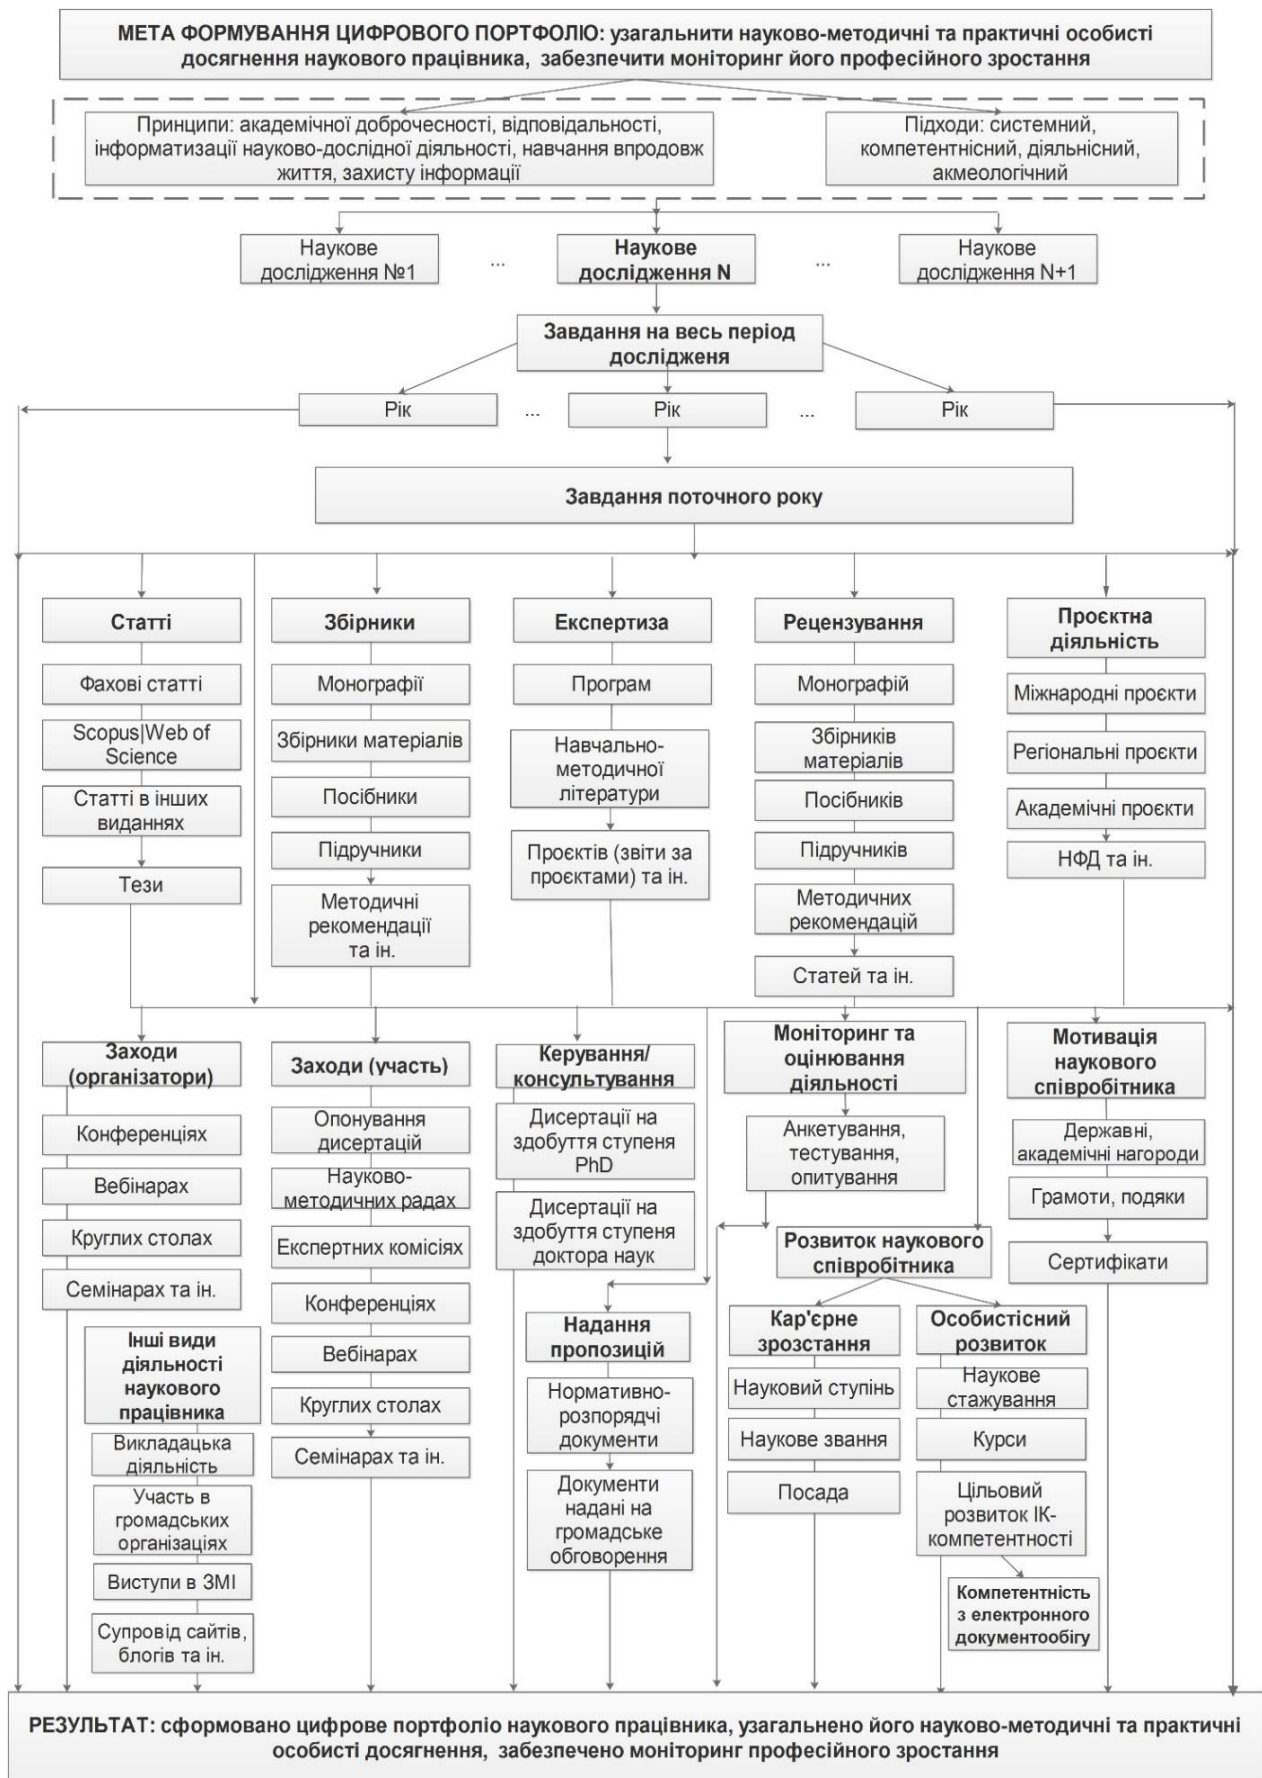 МЕТА ФОРМУВАННЯ ЦИФРОВОГО ПОРТФОЛІО: узагальнити науково-методичні та практичні особисті
досягнення наукового працівника, забезпечити моніторинг його професійного зростання
Принципи: академічної доброчесності, відповідальності,
інформатизації науково-дослідної діяльності, навчання впродовж
життя, захисту інформації
Підходи: системний,
компетентнісний, діяльнісний,
акмеологічний
Наукове
дослідження №1
...
Наукове
дослідження N
...
Наукове
дослідження N+1
Завдання на весь період
дослідженя
Рік
...
Рік
...
Рік
Завдання поточного року
Статті
Фахові статті
Scopus|Web of
Science
Статті в інших
виданнях
Тези
Збірники
Монографії
Збірники матеріалів
Посібники
Підручники
Методичні
рекомендації
та ін.
Експертиза
Програм
Навчально-
методичної
літератури
Проєктів (звіти за
проєктами) та ін.
Рецензування
Монографій
Збірників
матеріалів
Посібників
Підручників
Методичних
рекомендацій
Статей та ін.
Проєктна
діяльність
Міжнародні проєкти
Регіональні проєкти
Академічні проєкти
НФД та ін.
Заходи
(організатори)
Конференціях
Вебінарах
Круглих столах
Семінарах та ін.
Інші види
діяльності
наукового
працівника
Викладацька
діяльність
Участь в
громадських
організаціях
Виступи в ЗМІ
Супровід сайтів,
блогів та ін.
Заходи (участь)
Опонування
дисертацій
Науково-
методичних радах
Експертних комісіях
Конференціях
Вебінарах
Круглих столах
Семінарах та ін.
Керування/
консультування
Дисертації на
здобуття ступеня
PhD
Дисертації на
здобуття ступеня
доктора наук
Надання
пропозицій
Нормативно-
розпорядчі
документи
Документи
надані на
громадське
обговорення
Моніторинг та
оцінювання
діяльності
Анкетування,
тестування,
опитування
Розвиток наукового
співробітника
Кар'єрне
зрозстання
Науковий ступінь
Наукове звання
Посада
Особистісний
розвиток
Наукове
стажування
Курси
Цільовий
розвиток ІК-
компетентності
Компетентність
з електронного
документообігу
Мотивація
наукового
співробітника
Державні,
академічні нагороди
Грамоти, подяки
Сертифікати
РЕЗУЛЬТАТ: сформовано цифрове портфоліо наукового працівника, узагальнено його науково-методичні та практичні
особисті досягнення, забезпечено моніторинг професійного зростання